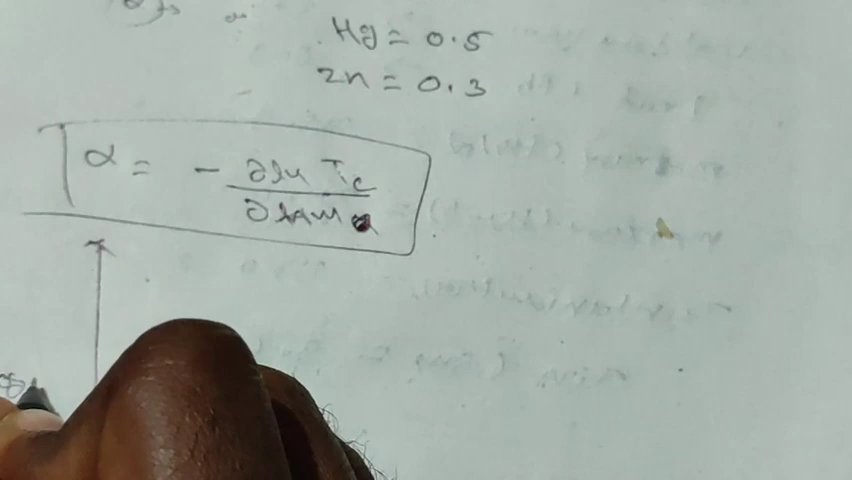 Hg = 0.5
Zn = 0.3
α = - ∂ln Tc / ∂ln M